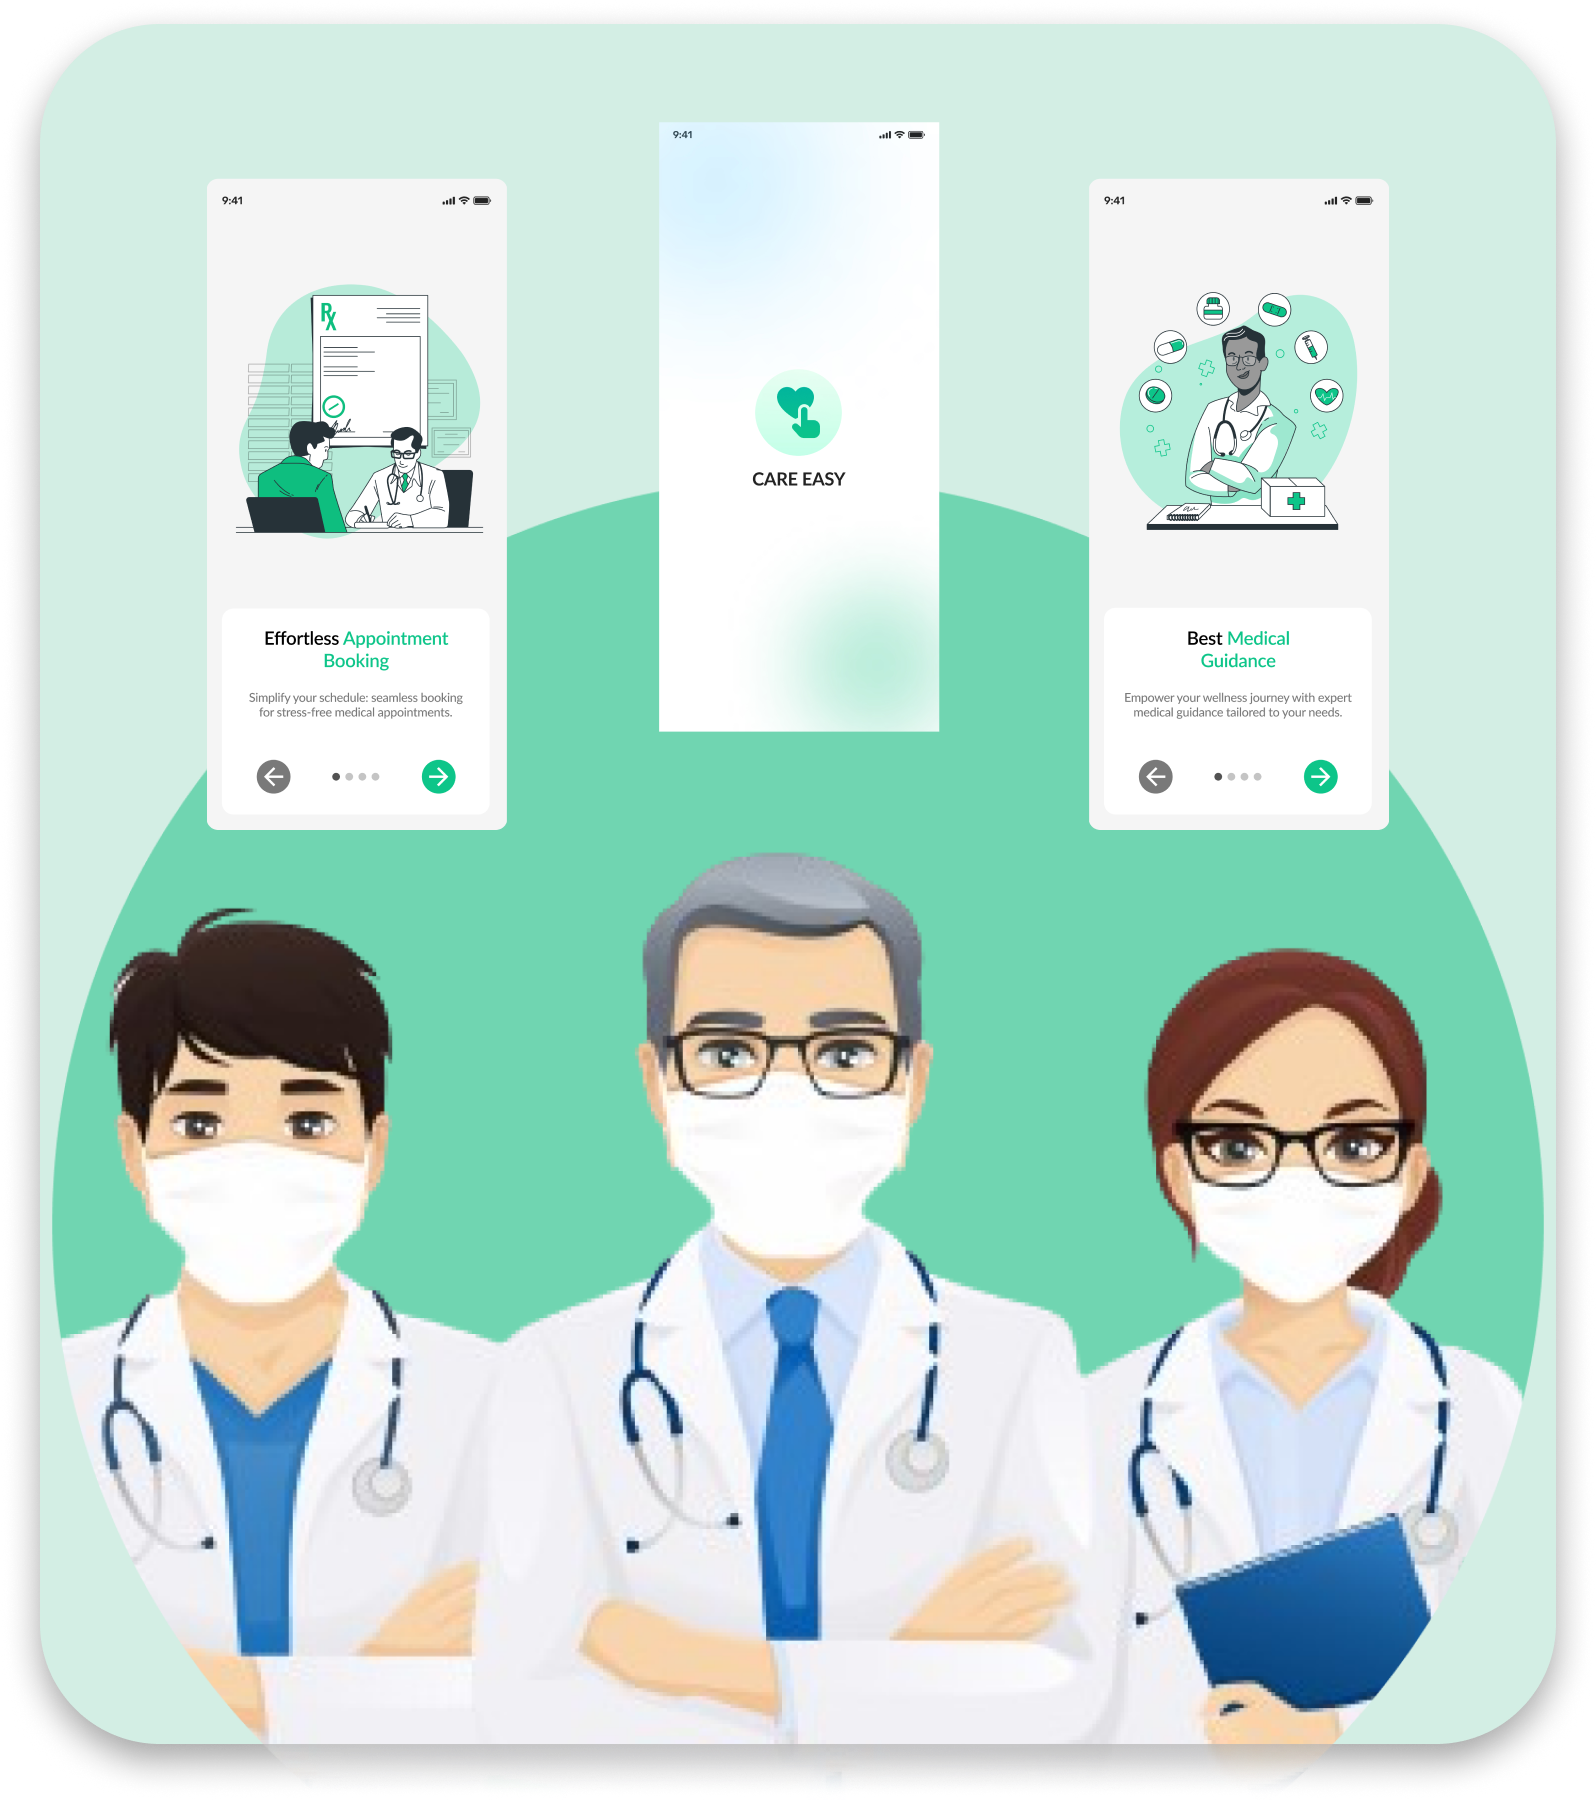 9:41
Rx
Effortless Appointment
Booking
Simplify your schedule: seamless booking
for stress-free medical appointments.
9:41
CARE EASY
9:41
Best Medical
Guidance
Empower your wellness journey with expert
medical guidance tailored to your needs.